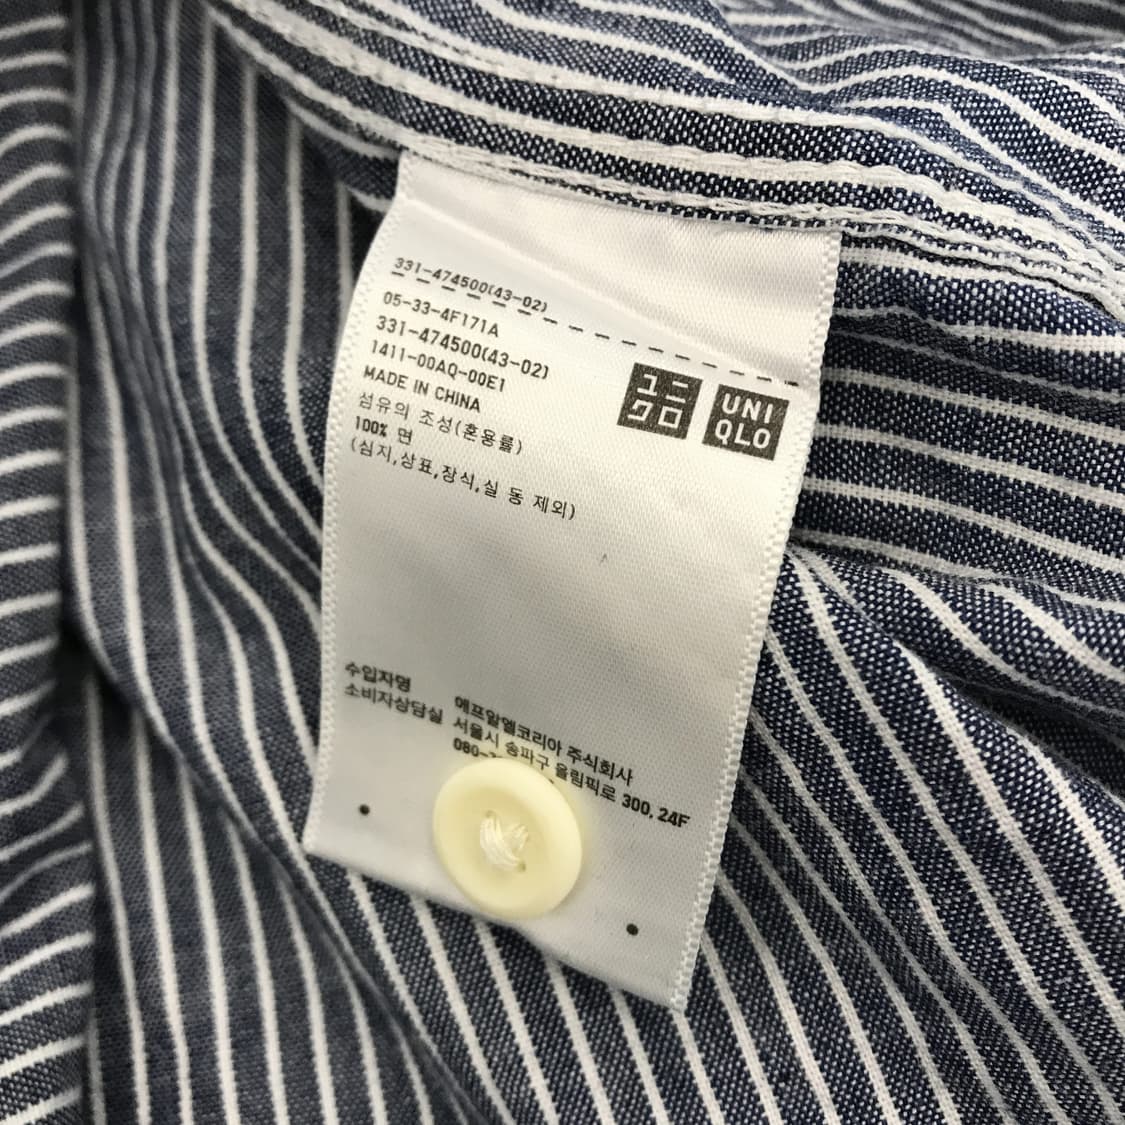 331-474500(43-02)
05-33-4F171A
331-474500(43-02)
1411-00AQ-00E1
MADE IN CHINA
섬유의 조성(혼용률)
100% 면
(심지,상표,장식,실 등 제외)
ユニ
クロ
UNI
QLO
수입자명 에프알엘코리아 주식회사
소비자상담실 서울시 송파구 올림픽로 300, 24F
080-